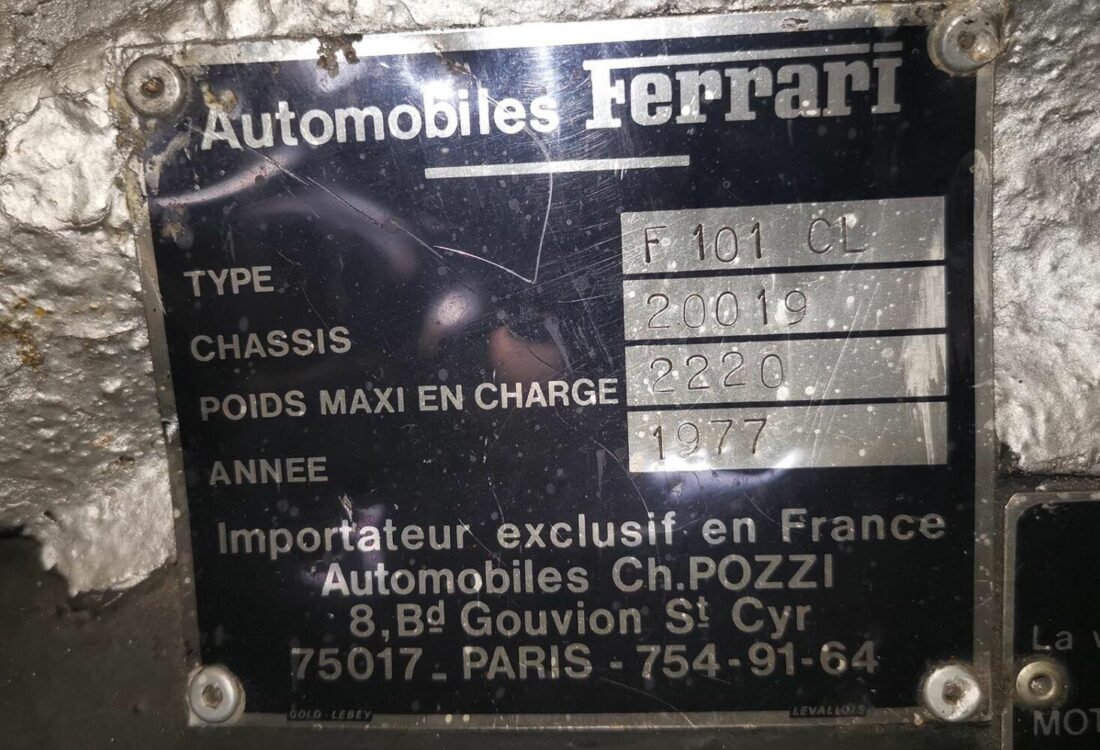 Automobiles Ferrari
TYPE F 101 CL
CHASSIS 20019
POIDS MAXI EN CHARGE 2220
ANNEE 1977
Importateur exclusif en France
Automobiles Ch.POZZI
8,Bd Gouvion St Cyr
75017_ PARIS - 754-91-64
GOLD-LEBEY LEVALLOIS
La v
MOT